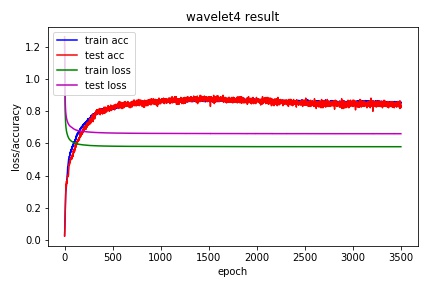 wavelet4 result
train acc
test acc
train loss
test loss
loss/accuracy
1.2
1.0
0.8
0.6
0.4
0.2
0.0
0 500 1000 1500 2000 2500 3000 3500
epoch